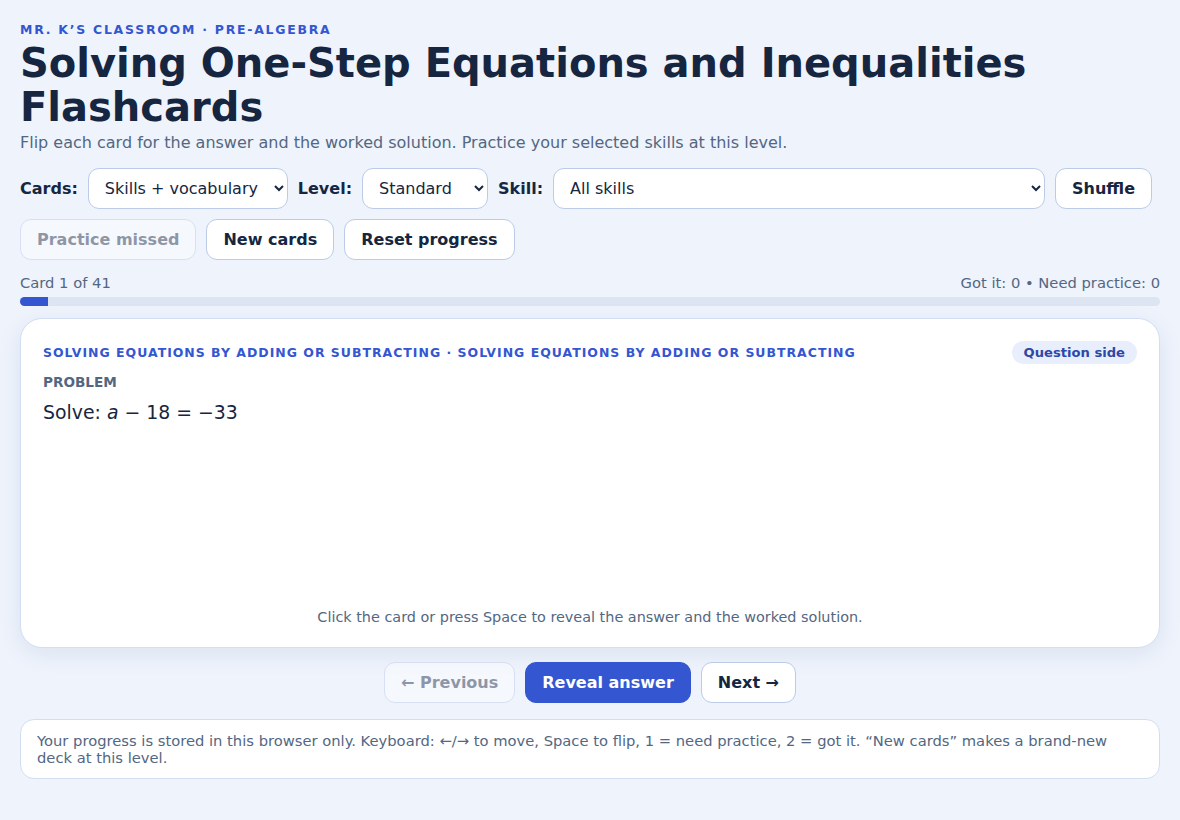 MR. K’S CLASSROOM · PRE-ALGEBRA
Solving One-Step Equations and Inequalities
Flashcards
Flip each card for the answer and the worked solution. Practice your selected skills at this level.
Cards: Skills + vocabulary Level: Standard Skill: All skills Shuffle
Practice missed New cards Reset progress
Card 1 of 41 Got it: 0 • Need practice: 0
SOLVING EQUATIONS BY ADDING OR SUBTRACTING · SOLVING EQUATIONS BY ADDING OR SUBTRACTING Question side
PROBLEM
Solve: a − 18 = −33
Click the card or press Space to reveal the answer and the worked solution.
← Previous Reveal answer Next →
Your progress is stored in this browser only. Keyboard: ←/→ to move, Space to flip, 1 = need practice, 2 = got it. “New cards” makes a brand-new
deck at this level.